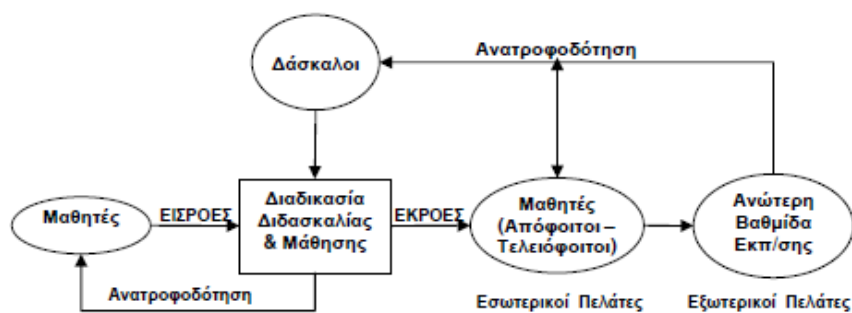 Ανατροφοδότηση
Δάσκαλοι
Μαθητές
ΕΙΣΡΟΕΣ
Διαδικασία
Διδασκαλίας
& Μάθησης
ΕΚΡΟΕΣ
Μαθητές
(Απόφοιτοι –
Τελειόφοιτοι)
Ανώτερη
Βαθμίδα
Εκπ/σης
Ανατροφοδότηση
Εσωτερικοί Πελάτες
Εξωτερικοί Πελάτες